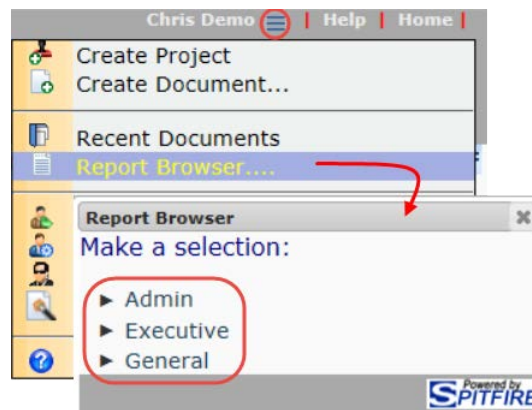 Chris Demo | Help | Home |
Create Project
Create Document...
Recent Documents
Report Browser....
Report Browser
Make a selection:
Admin
Executive
General
Powered by
SPITFIRE